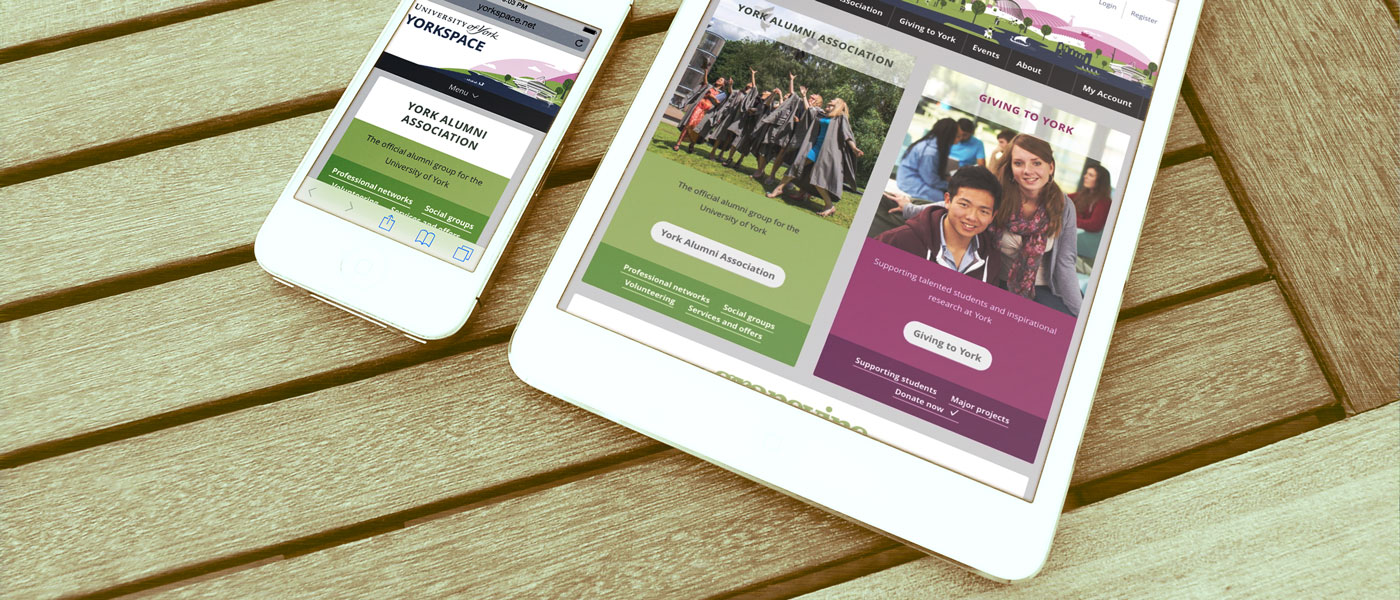 :03 PM
yorkspace.net
UNIVERSITY of York
YORKSPACE
Menu
YORK ALUMNI
ASSOCIATION
The official alumni group for the
University of York
Professional networks
Social groups
Volunteering
Services and offers
Login
Register
Association
Giving to York
Events
About
My Account
YORK ALUMNI ASSOCIATION
The official alumni group for the
University of York
York Alumni Association
Professional networks
Social groups
Volunteering
Services and offers
GIVING TO YORK
Supporting talented students and inspirational
research at York
Giving to York
Supporting students
Major projects
Donate now
grapevine